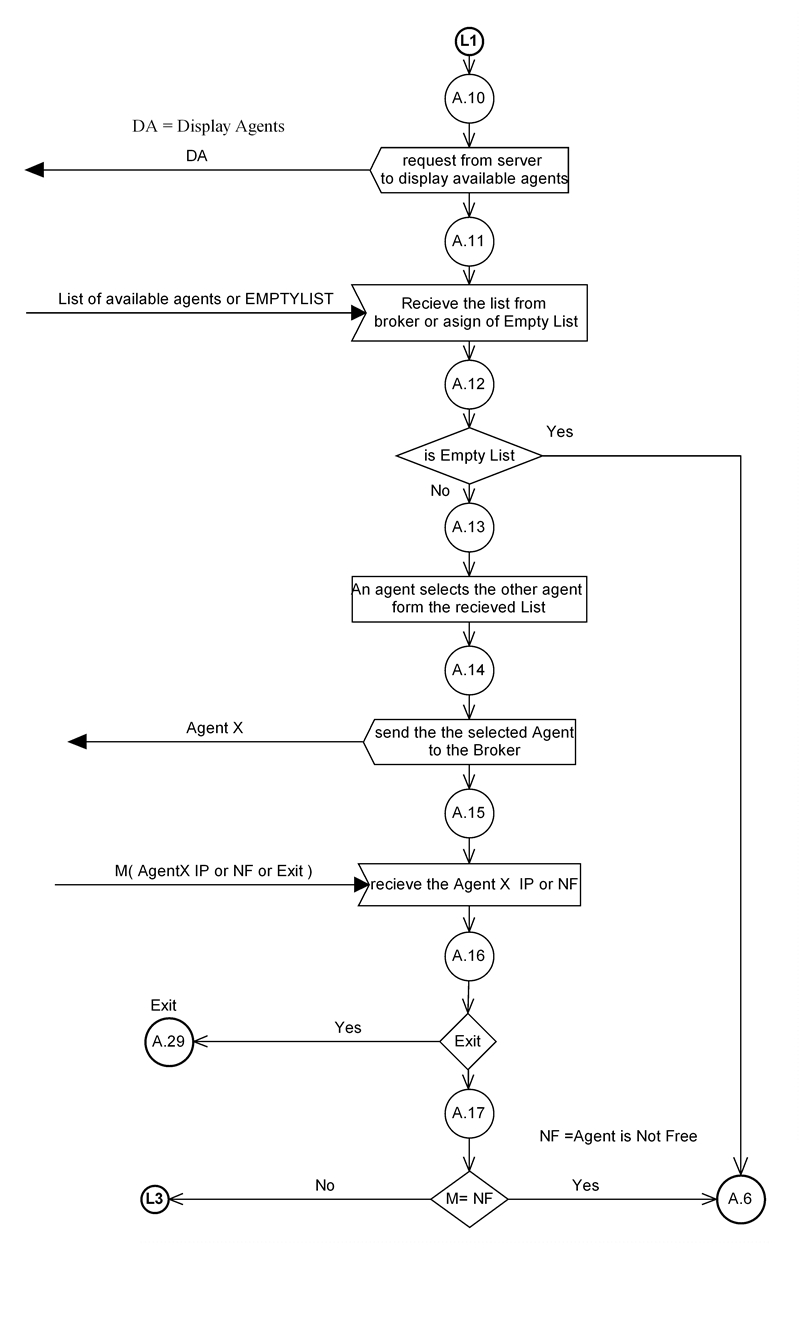 L1
A.10
DA = Display Agents
DA
request from server
to display available agents
A.11
List of available agents or EMPTYLIST
Recieve the list from
broker or asign of Empty List
A.12
Yes
is Empty List
No
A.13
An agent selects the other agent
form the recieved List
A.14
Agent X
send the the selected Agent
to the Broker
A.15
M( AgentX IP or NF or Exit )
recieve the Agent X IP or NF
A.16
Exit
A.29
Yes
Exit
A.17
NF =Agent is Not Free
L3
No
M= NF
Yes
A.6